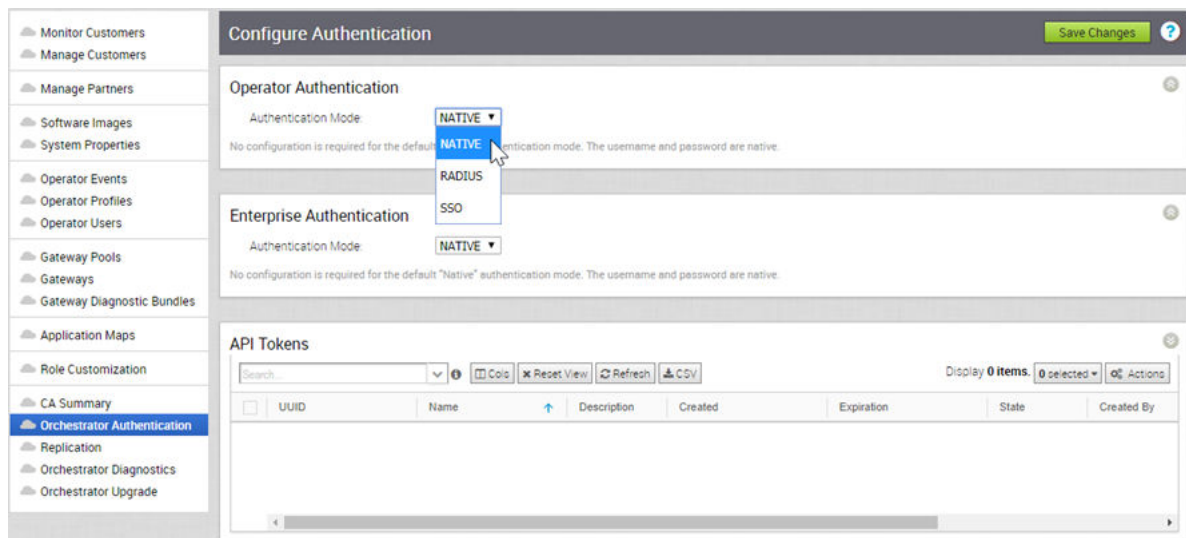 Monitor Customers
Manage Customers
Manage Partners
Software Images
System Properties
Operator Events
Operator Profiles
Operator Users
Gateway Pools
Gateways
Gateway Diagnostic Bundles
Application Maps
Role Customization
CA Summary
Orchestrator Authentication
Replication
Orchestrator Diagnostics
Orchestrator Upgrade
Configure Authentication
Save Changes ?
Operator Authentication
Authentication Mode: NATIVE
No configuration is required for the default entication mode. The username and password are native.
NATIVE
RADIUS
SSO
Enterprise Authentication
Authentication Mode: NATIVE
No configuration is required for the default "Native" authentication mode. The username and password are native.
API Tokens
Search... Cols Reset View Refresh CSV Display 0 items. 0 selected Actions
UUID Name Description Created Expiration State Created By